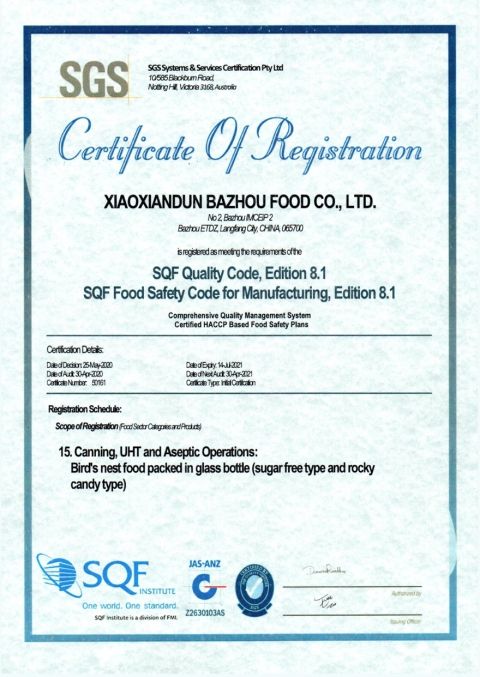 SGS
SGS Systems & Services Certification Pty Ltd
10/585 Blackburn Road,
Notting Hill, Victoria 3168, Australia
Certificate Of Registration
XIAOXIANDUN BAZHOU FOOD CO., LTD.
No 2, Bazhou IMCEIP 2
Bazhou ETDZ, Langfang City, CHINA, 065700
is registered as meeting the requirements of the
SQF Quality Code, Edition 8.1
SQF Food Safety Code for Manufacturing, Edition 8.1
Comprehensive Quality Management System
Certified HACCP Based Food Safety Plans
Certification Details:
Date of Decision: 25-May-2020 Date of Expiry: 14-Jul-2021
Date of Audit: 30-Apr-2020 Date of Next Audit: 30-Apr-2021
Certificate Number: 50161 Certificate Type: Initial Certification
Registration Schedule:
Scope of Registration (Food Sector Categories and Products)
15. Canning, UHT and Aseptic Operations:
Bird's nest food packed in glass bottle (sugar free type and rocky
candy type)
SQF
INSTITUTE
One world. One standard.
SQF Institute is a division of FMI.
JAS-ANZ
Z2630103AS
SGS
Authorized by
Issuing Officer